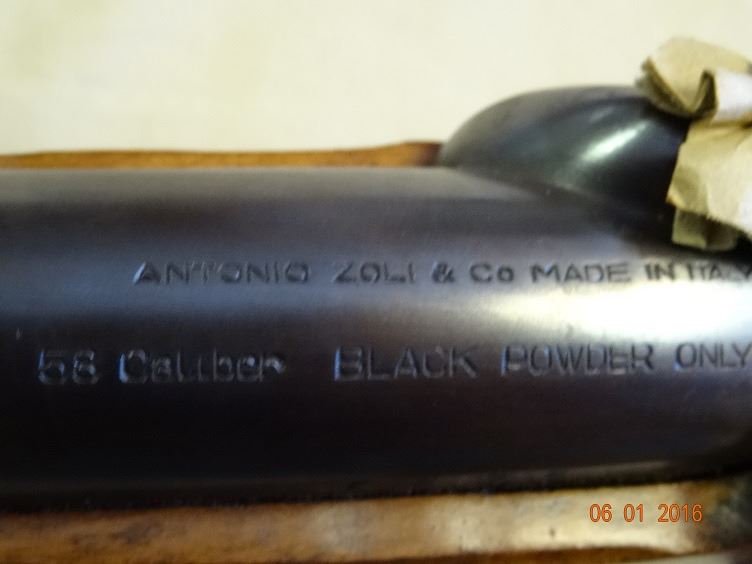 ANTONIO ZOLI & Co MADE IN ITALY
58 Caliber BLACK POWDER ONLY
06 01 2016